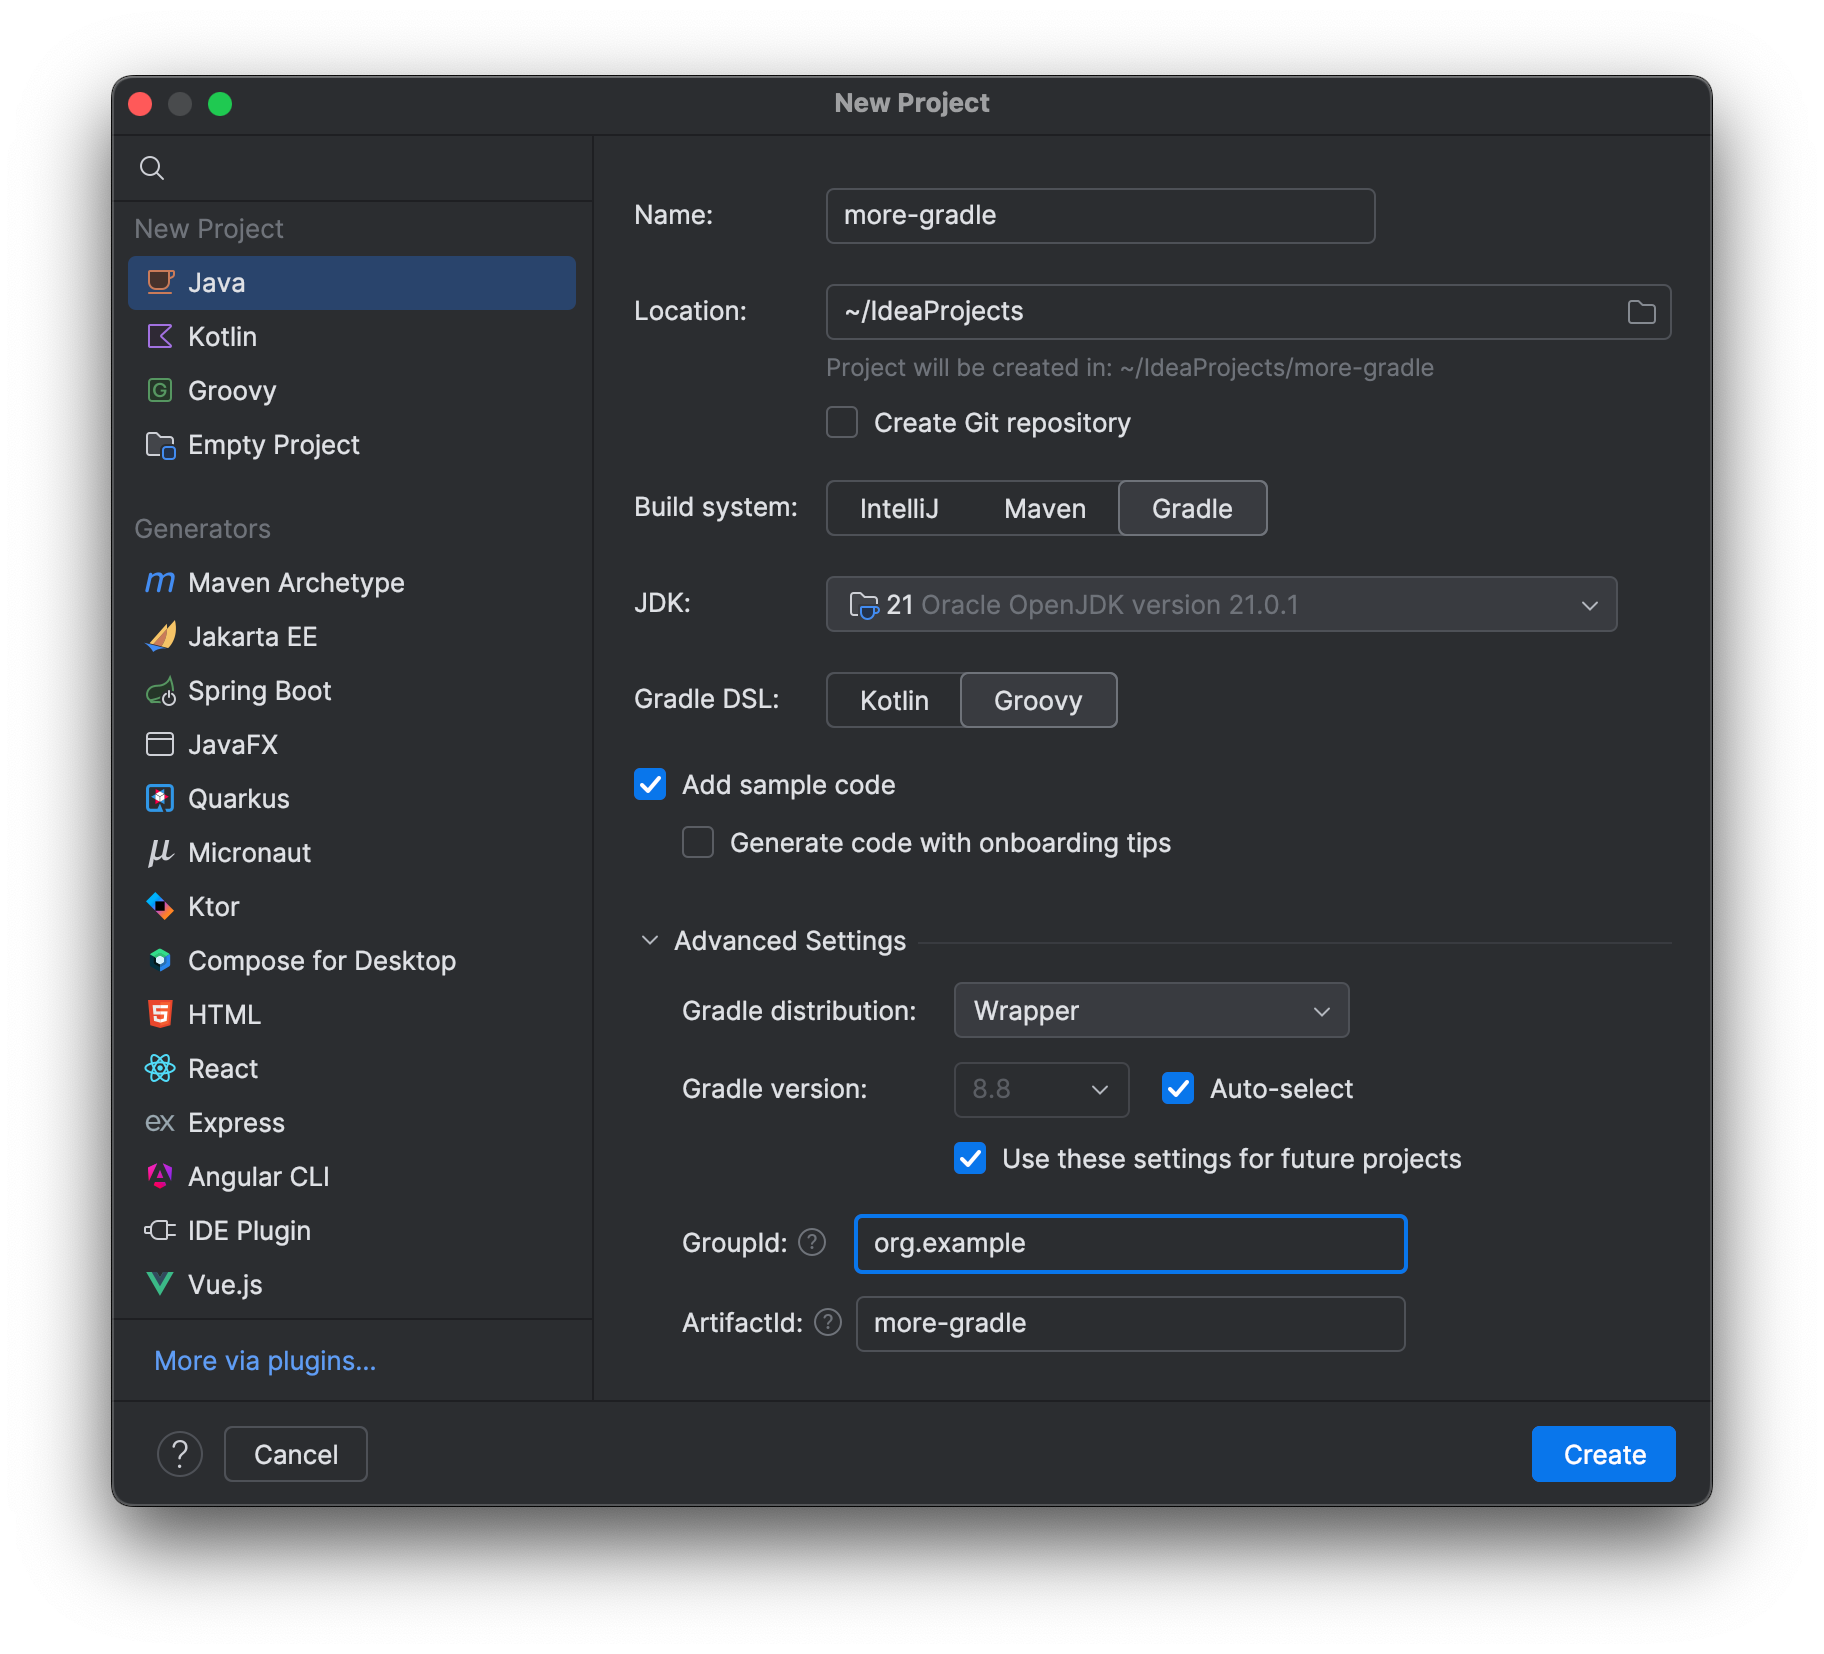 New Project
New Project
Java
Kotlin
G Groovy
Empty Project
Generators
m Maven Archetype
Jakarta EE
Spring Boot
JavaFX
Quarkus
μ Micronaut
Ktor
Compose for Desktop
5 HTML
React
ex Express
Angular CLI
IDE Plugin
Vue.js
More via plugins...
Name: more-gradle
Location: ~/IdeaProjects
Project will be created in: ~/IdeaProjects/more-gradle
Create Git repository
Build system: IntelliJ Maven Gradle
JDK: 21 Oracle OpenJDK version 21.0.1
Gradle DSL: Kotlin Groovy
Add sample code
Generate code with onboarding tips
Advanced Settings
Gradle distribution: Wrapper
Gradle version: 8.8 Auto-select
Use these settings for future projects
GroupId: ? org.example
ArtifactId: ? more-gradle
? Cancel Create